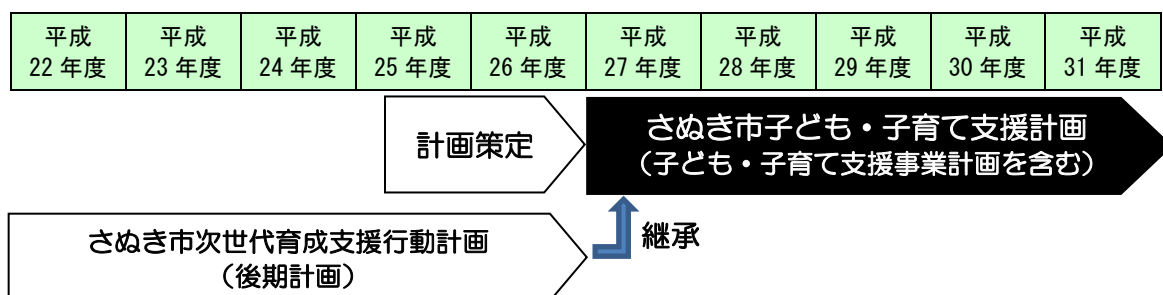 平成 平成 平成 平成 平成 平成 平成 平成 平成 平成
22 年度 23 年度 24 年度 25 年度 26 年度 27 年度 28 年度 29 年度 30 年度 31 年度
計画策定
さぬき市子ども・子育て支援計画
（子ども・子育て支援事業計画を含む）
さぬき市次世代育成支援行動計画
（後期計画）
継承